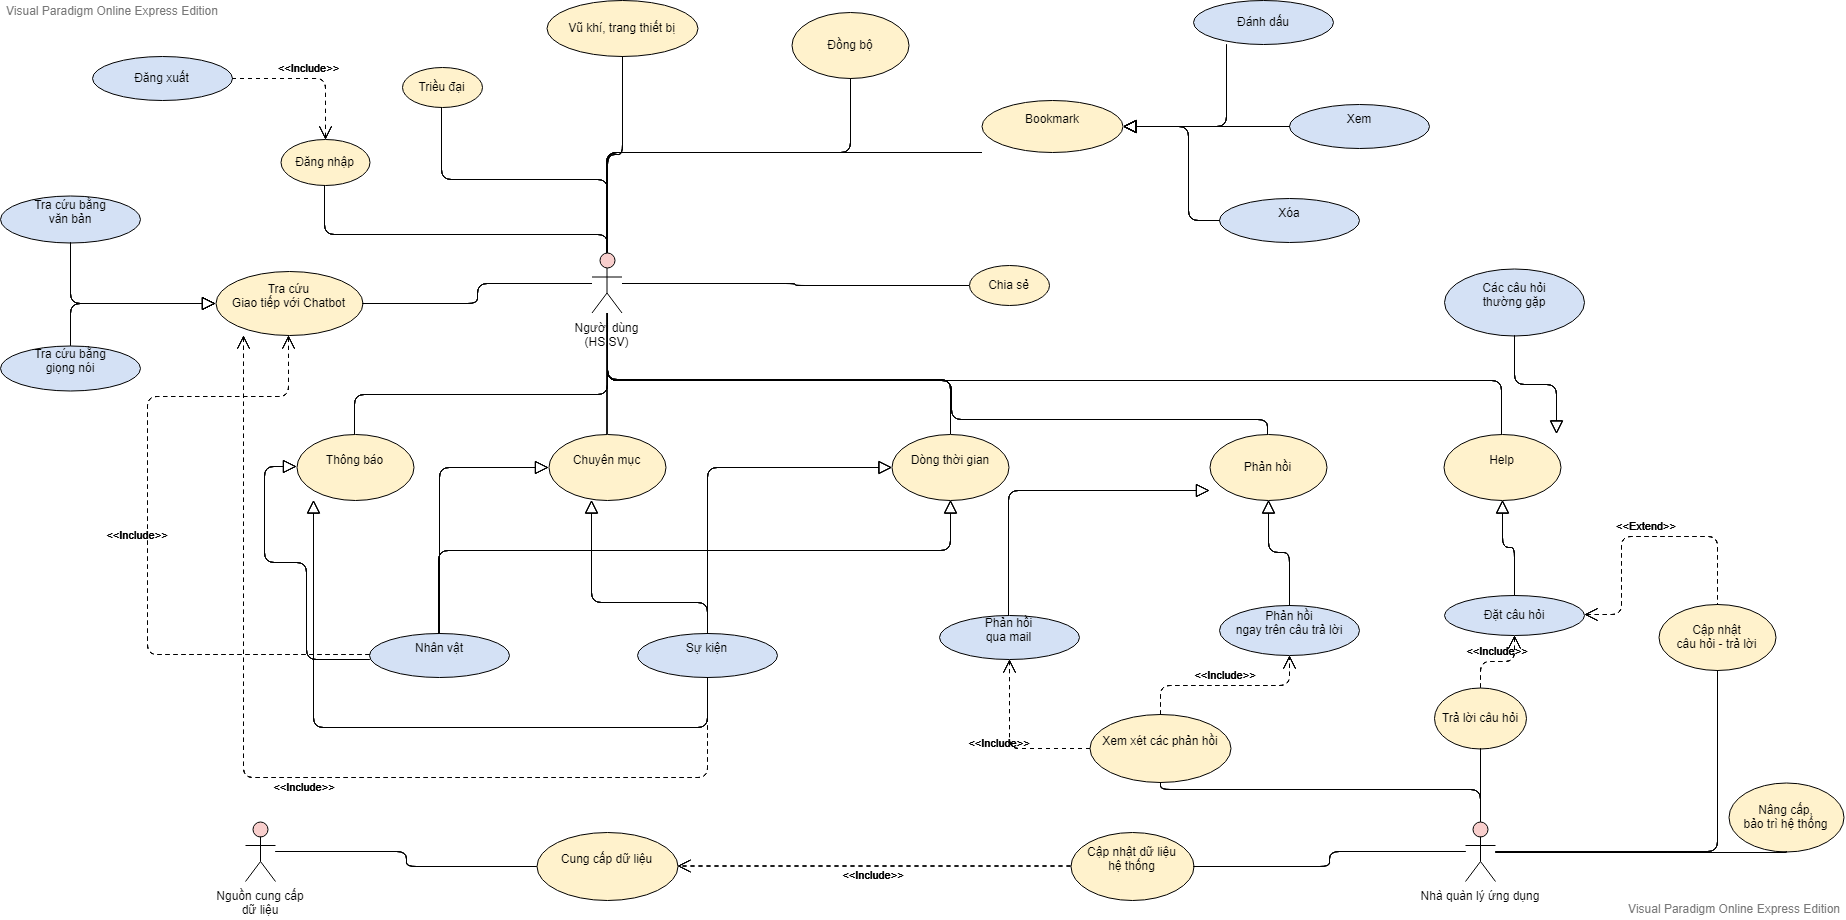 Visual Paradigm Online Express Edition
Vũ khí, trang thiết bị
Đồng bộ
Đánh dấu
Đăng xuất
<<Include>>
Triều đại
Bookmark
Xem
Đăng nhập
Tra cứu bằng
văn bản
Xóa
Tra cứu
Giao tiếp với Chatbot
Chia sẻ
Các câu hỏi
thường gặp
Người dùng
(HS SV)
Tra cứu bằng
giọng nói
Thông báo
Chuyên mục
Dòng thời gian
Phản hồi
Help
<<Include>>
<<Extend>>
Nhân vật
Sự kiện
Phản hồi
qua mail
Phản hồi
ngay trên câu trả lời
Đặt câu hỏi
Cập nhật
câu hỏi - trả lời
<<Include>>
<<Include>>
Trả lời câu hỏi
Xem xét các phản hồi
<<Include>>
<<Include>>
Nâng cấp,
bảo trì hệ thống
Cung cấp dữ liệu
<<Include>>
Cập nhật dữ liệu
hệ thống
Nguồn cung cấp
dữ liệu
Nhà quản lý ứng dụng
Visual Paradigm Online Express Edition